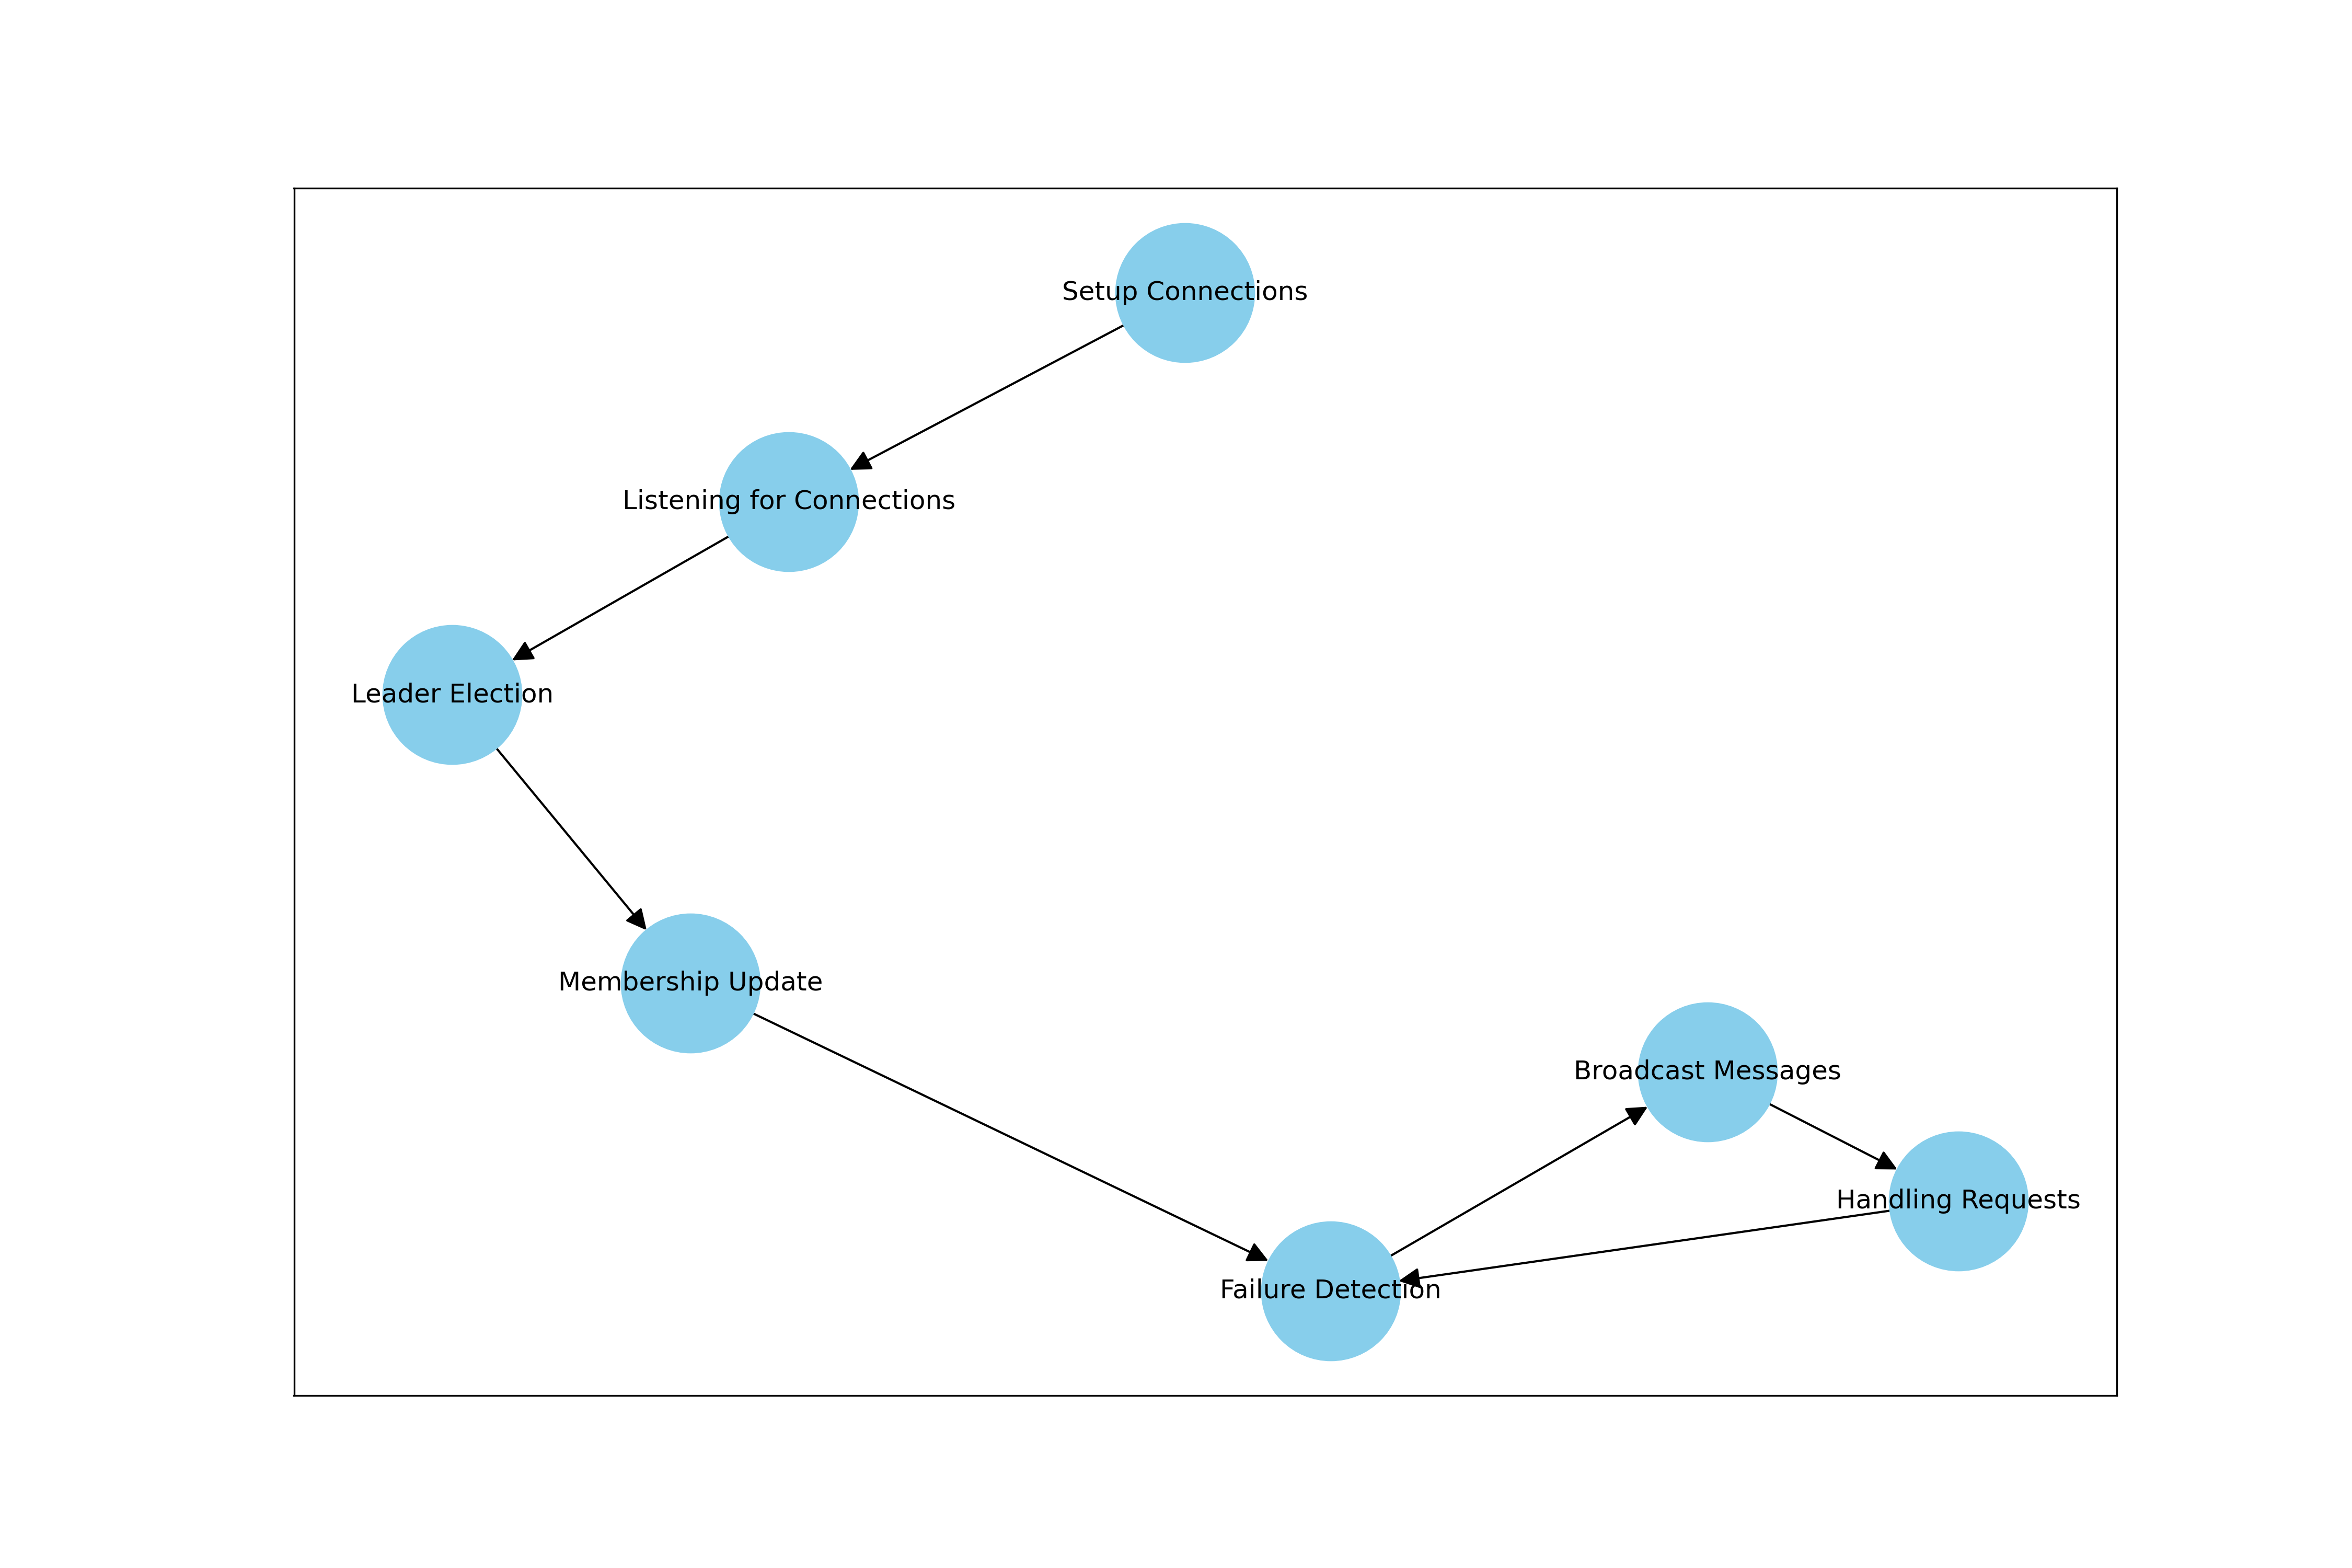 Setup Connections
Listening for Connections
Leader Election
Membership Update
Broadcast Messages
Handling Requests
Failure Detection